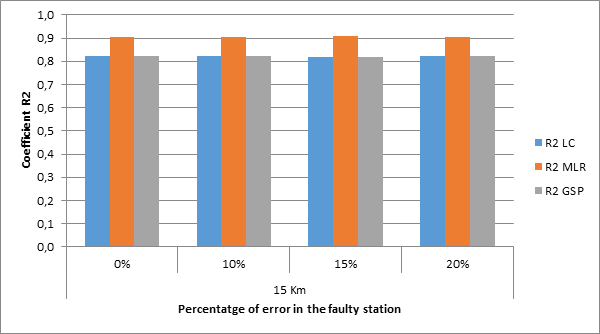 1,0
0,9
0,8
0,7
0,6
0,5
0,4
0,3
0,2
0,1
0,0
Coefficient R2
0% 10% 15% 20%
15 Km
Percentatge of error in the faulty station
R2 LC
R2 MLR
R2 GSP